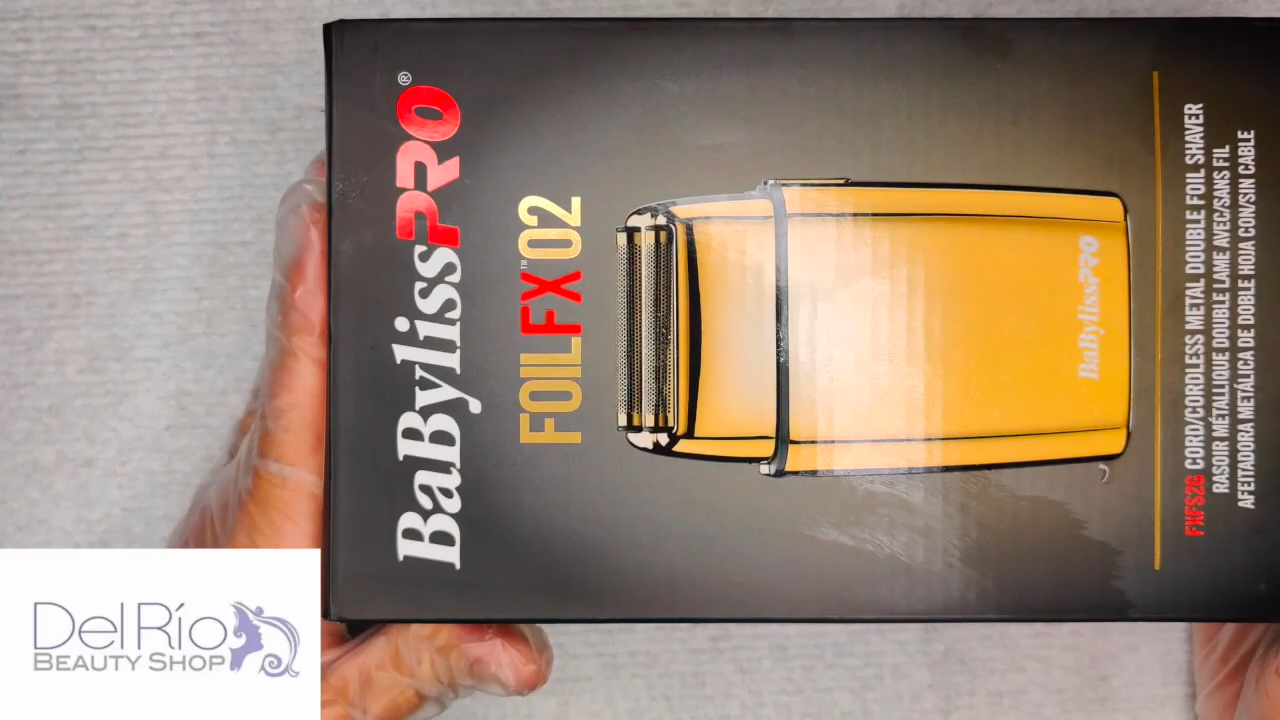 BaBylissPRO®
FOILFX™02
BaBylissPRO
FXFS2G CORD/CORDLESS METAL DOUBLE FOIL SHAVER
RASOIR MÉTALLIQUE DOUBLE LAME AVEC/SANS FIL
AFEITADORA METÁLICA DE DOBLE HOJA CON/SIN CABLE
Del Río
BEAUTY SHOP